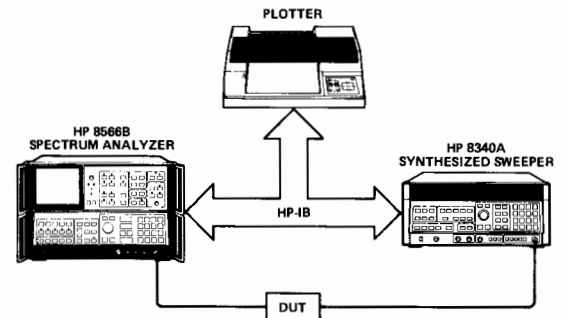 PLOTTER
HP 8566B
SPECTRUM ANALYZER
HP 8340A
SYNTHESIZED SWEEPER
HP-IB
DUT